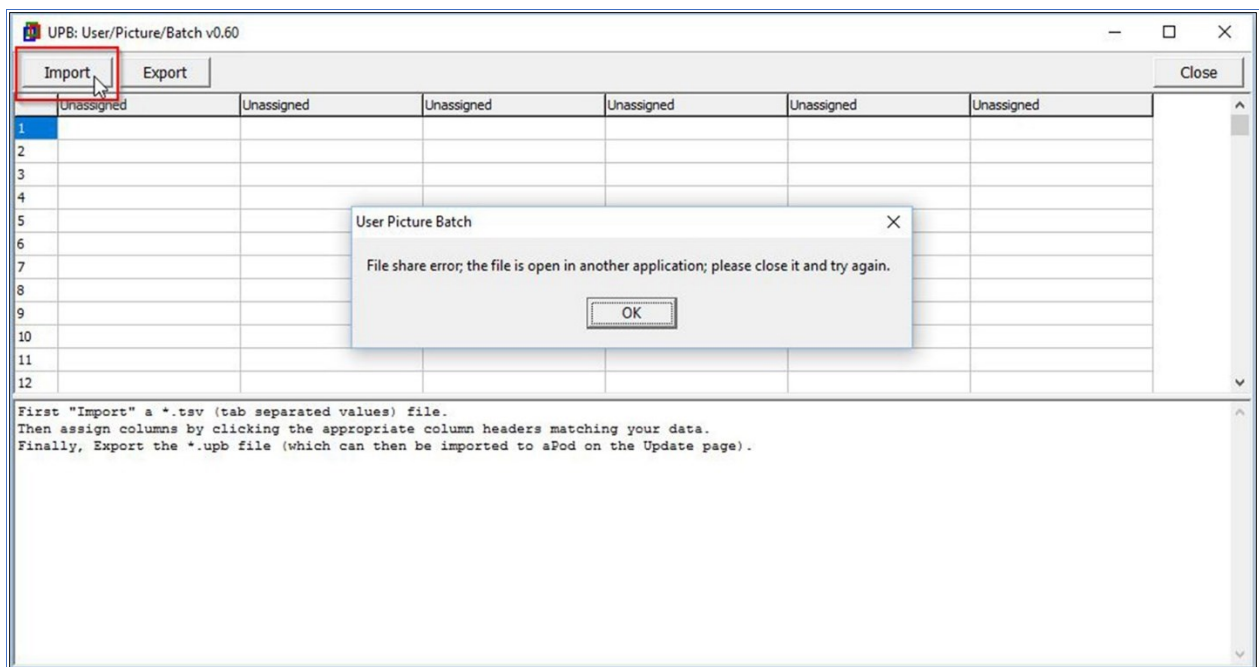 UPB: User/Picture/Batch v0.60
Import Export Close
Unassigned Unassigned Unassigned Unassigned Unassigned Unassigned
1
2
3
4
5
6
7
8
9
10
11
12
User Picture Batch
File share error; the file is open in another application; please close it and try again.
OK
First "Import" a *.tsv (tab separated values) file.
Then assign columns by clicking the appropriate column headers matching your data.
Finally, Export the *.upb file (which can then be imported to aPod on the Update page).